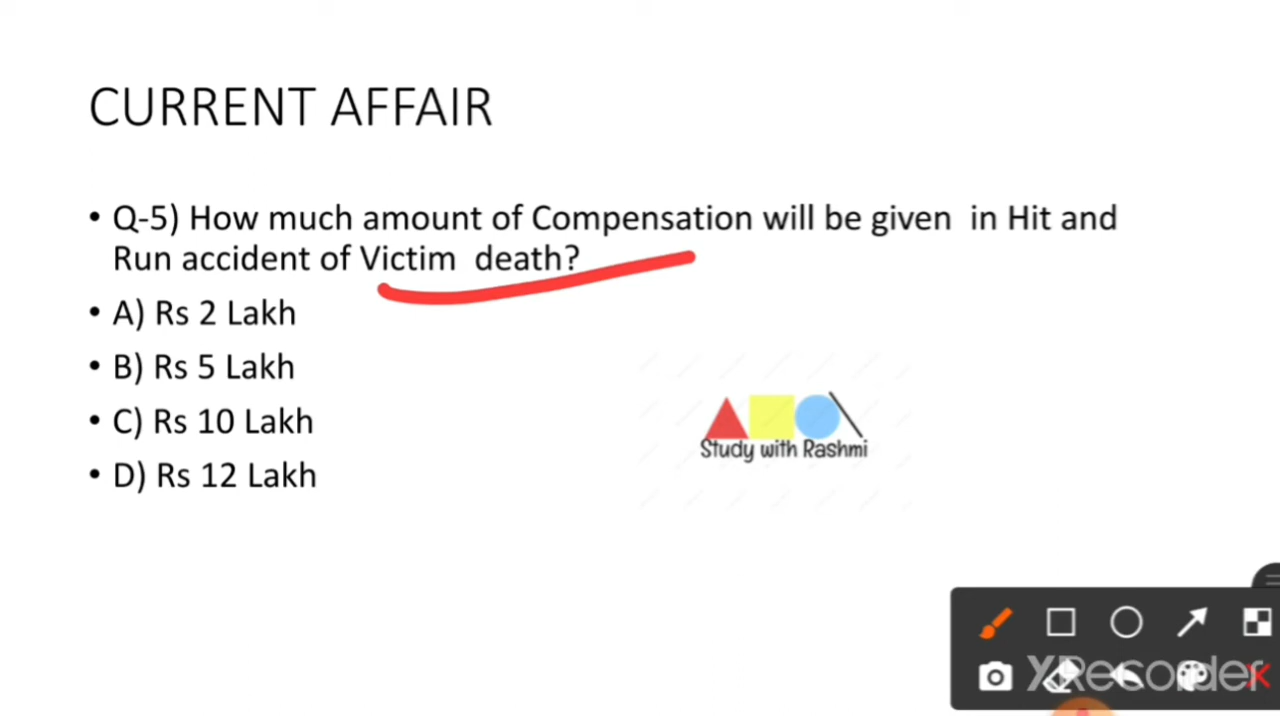 CURRENT AFFAIR
• Q-5) How much amount of Compensation will be given in Hit and
Run accident of Victim death?
• A) Rs 2 Lakh
• B) Rs 5 Lakh
• C) Rs 10 Lakh
• D) Rs 12 Lakh
Study with Rashmi
XRecorder